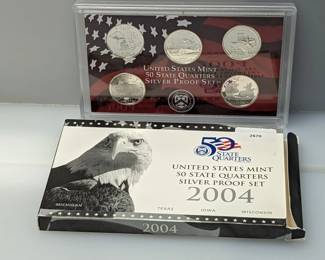 UNITED STATES MINT
50 STATE QUARTERS
SILVER PROOF SET
50
STATE
QUARTERS
UNITED STATES MINT
50 STATE QUARTERS
SILVER PROOF SET
2004
MICHIGAN
TEXAS
IOWA
WISCONSIN
2004